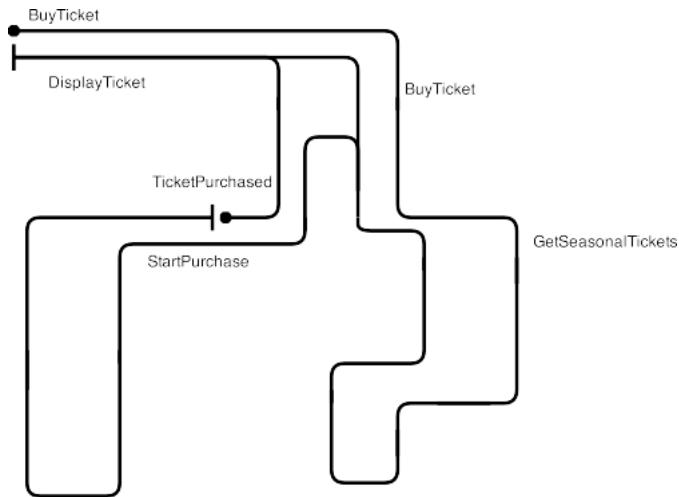 BuyTicket
DisplayTicket
BuyTicket
TicketPurchased
GetSeasonalTickets
StartPurchase